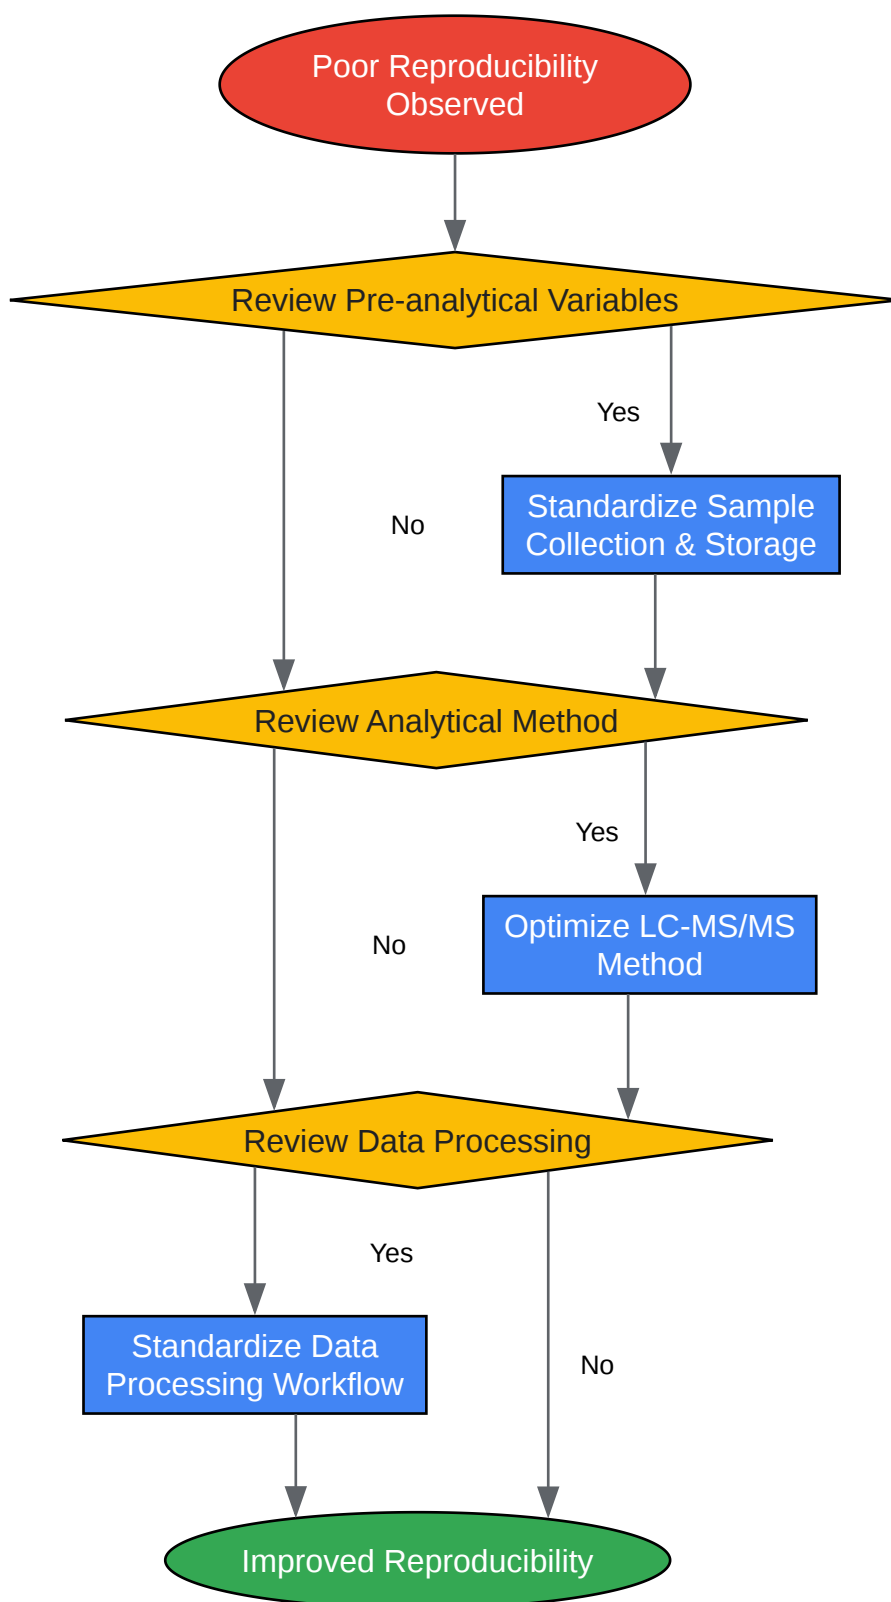 Poor Reproducibility
Observed
Review Pre-analytical Variables
Yes
Standardize Sample
Collection & Storage
No
Review Analytical Method
Yes
Optimize LC-MS/MS
Method
No
Review Data Processing
Yes
Standardize Data
Processing Workflow
No
Improved Reproducibility